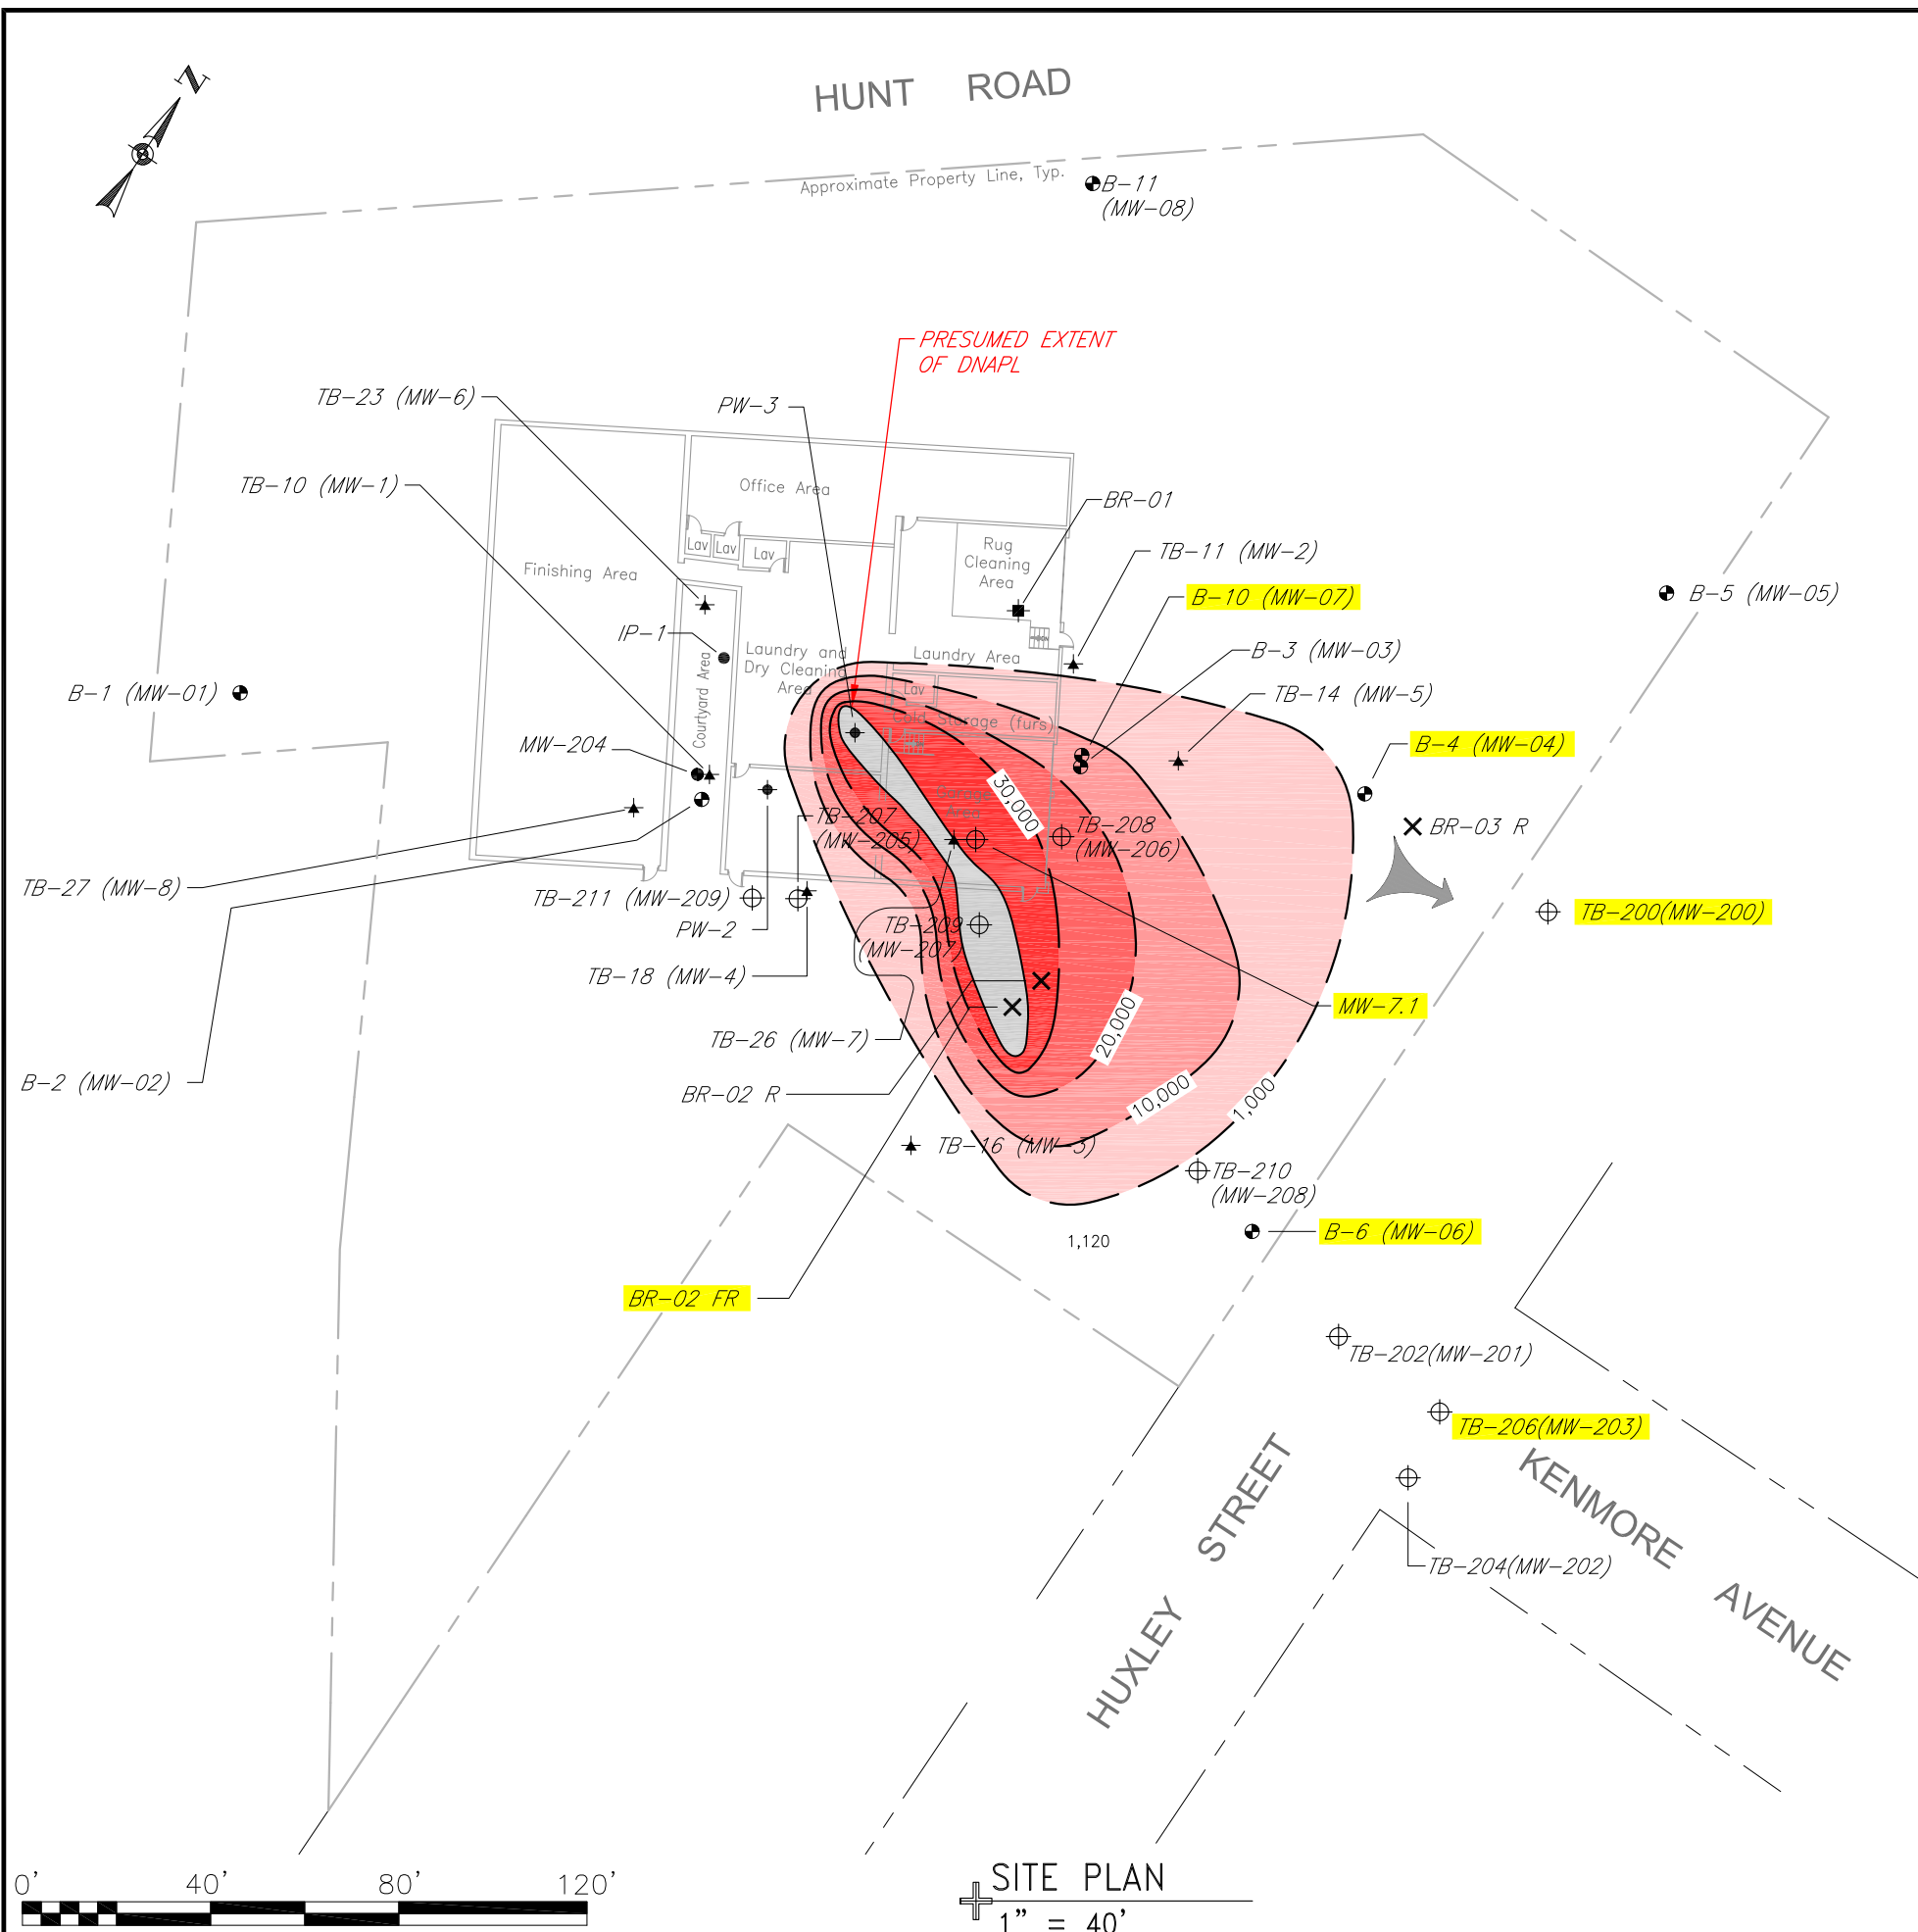 N
HUNT ROAD
Approximate Property Line, Typ.
B-11
(MW-08)
PRESUMED EXTENT
OF DNAPL
TB-23 (MW-6)
PW-3
TB-10 (MW-1)
Office Area
BR-01
Lav
Lav
Lav
Rug
Cleaning
Area
TB-11 (MW-2)
Finishing Area
B-10 (MW-07)
B-5 (MW-05)
IP-1
Courtyard Area
Laundry and
Dry Cleaning
Area
Laundry Area
B-3 (MW-03)
B-1 (MW-01)
Lav
TB-14 (MW-5)
Cold Storage (furs)
MW-204
B-4 (MW-04)
30,000
Garage
Area
TB-207
(MW-205)
TB-208
(MW-206)
BR-03 R
TB-27 (MW-8)
TB-211 (MW-209)
PW-2
TB-209
(MW-207)
TB-200(MW-200)
TB-18 (MW-4)
MW-7.1
TB-26 (MW-7)
20,000
B-2 (MW-02)
BR-02 R
10,000
1,000
TB-16 (MW-3)
TB-210
(MW-208)
1,120
B-6 (MW-06)
BR-02 FR
TB-202(MW-201)
TB-206(MW-203)
KENMORE AVENUE
HUXLEY STREET
TB-204(MW-202)
0' 40' 80' 120'
SITE PLAN
1" = 40'